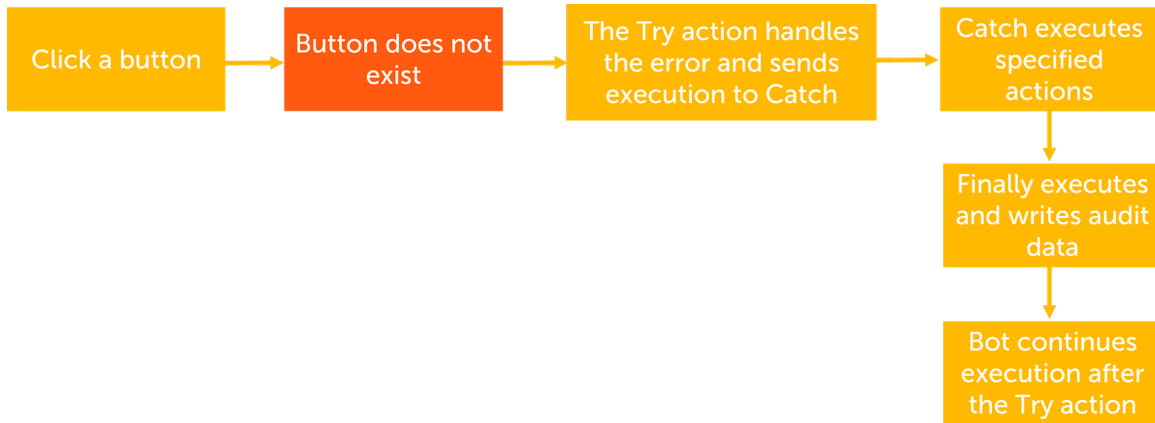 Click a button
Button does not
exist
The Try action handles
the error and sends
execution to Catch
Catch executes
specified
actions
Finally executes
and writes audit
data
Bot continues
execution after
the Try action